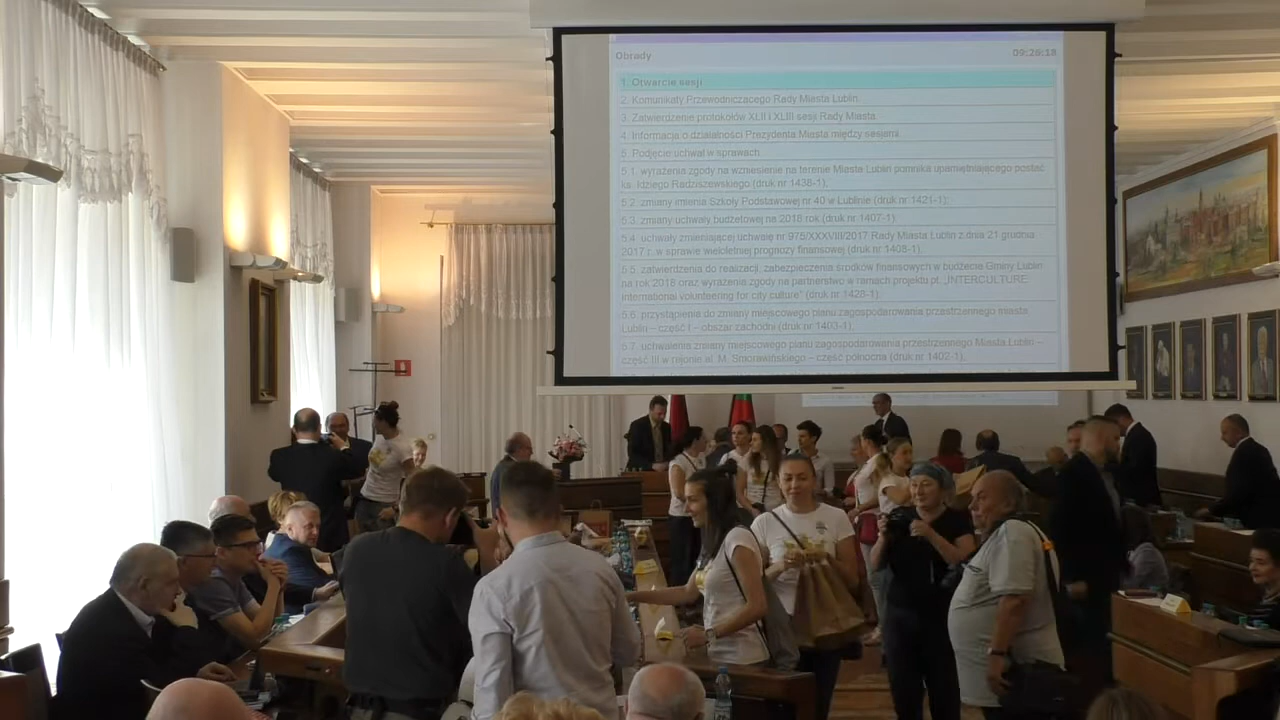 Obrady 09:26:18
1. Otwarcie sesji
2. Komunikaty Przewodniczącego Rady Miasta Lublin.
3. Zatwierdzenie protokołów XLII i XLIII sesji Rady Miasta.
4. Informacja o działalności Prezydenta Miasta między sesjami.
5. Podjęcie uchwał w sprawach:
5.1. wyrażenia zgody na wzniesienie na terenie Miasta Lublin pomnika upamiętniającego postać
ks. Idziego Radziszewskiego (druk nr 1436-1),
5.2. zmiany imienia Szkoły Podstawowej nr 40 w Lublinie (druk nr 1421-1),
5.3. zmiany uchwały budżetowej na 2018 rok (druk nr 1407-1),
5.4. uchwały zmieniającej uchwałę nr 975/XXXVIII/2017 Rady Miasta Lublin z dnia 21 grudnia
2017 r. w sprawie wieloletniej prognozy finansowej (druk nr 1408-1),
5.5. zatwierdzenia do realizacji, zabezpieczenia środków finansowych w budżecie Gminy Lublin
na rok 2018 oraz wyrażenia zgody na partnerstwo w ramach projektu pt. „INTERCULTURE:
international volunteering for city culture” (druk nr 1428-1),
5.6. przystąpienia do zmiany miejscowego planu zagospodarowania przestrzennego miasta
Lublin – część I – obszar zachodni (druk nr 1403-1),
5.7. uchwalenia zmiany miejscowego planu zagospodarowania przestrzennego Miasta Lublin –
część III w rejonie al. M. Smorawińskiego – część północna (druk nr 1402-1),